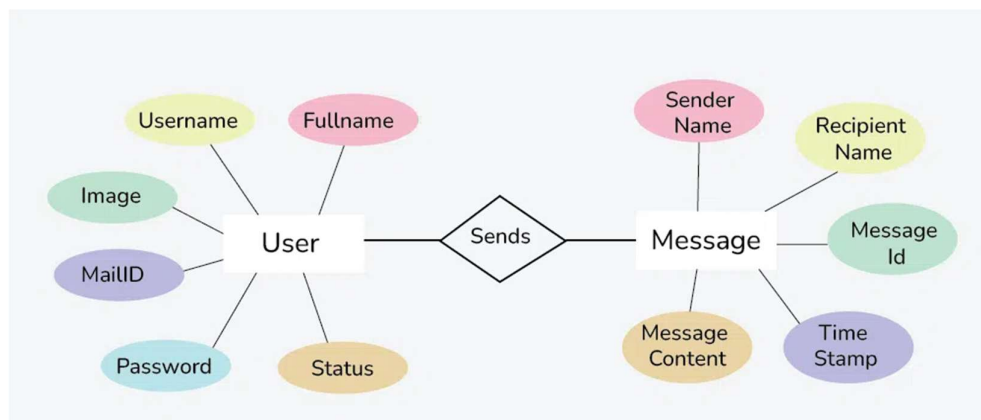 Username
Fullname
Image
User
MailID
Password
Status
Sends
Sender
Name
Recipient
Name
Message
Message
Id
Message
Content
Time
Stamp